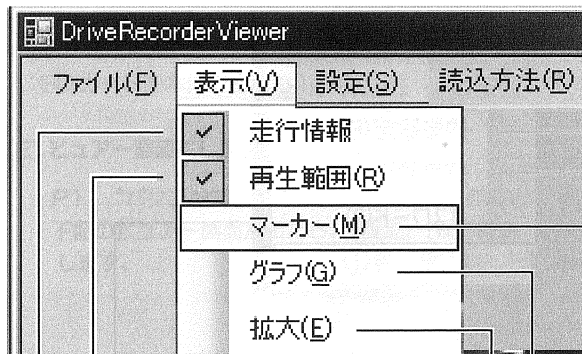 DriveRecorderViewer
ファイル(F) 表示(V) 設定(S) 読込方法(R)
走行情報
再生範囲(R)
マーカー(M)
グラフ(G)
拡大(E)